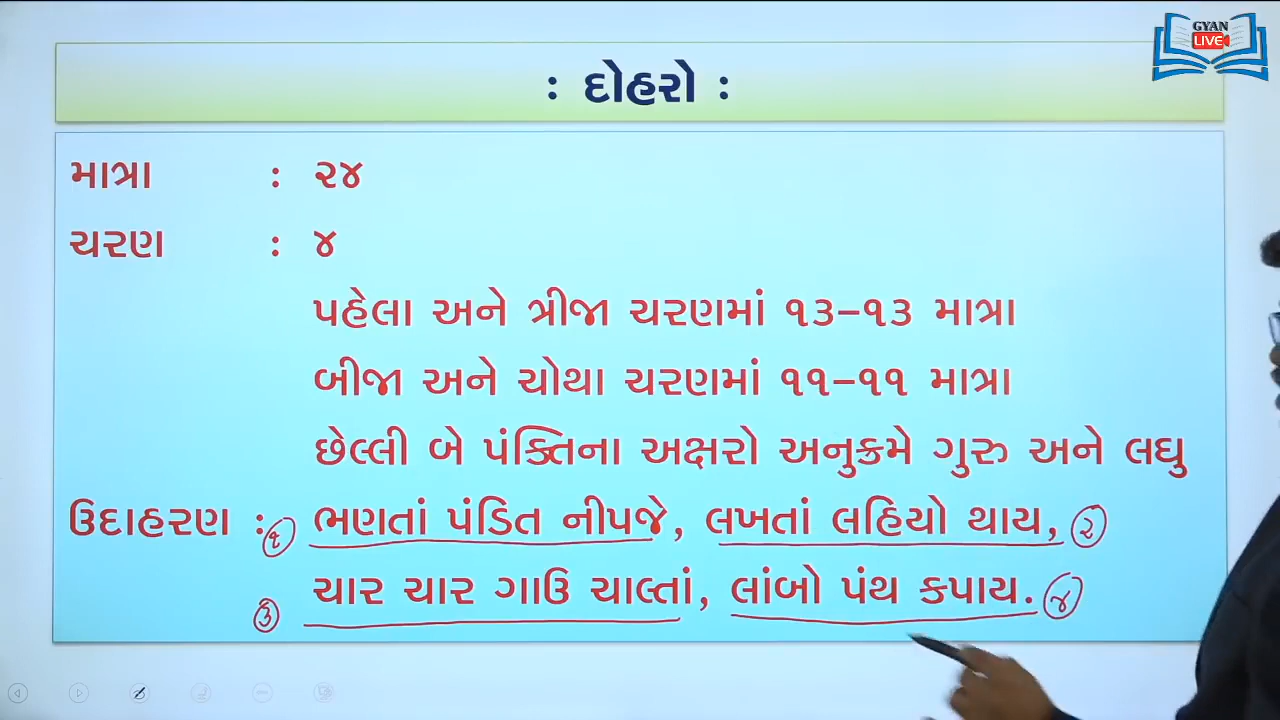 GYAN
LIVE
: દોહરો :
માત્રા : ૨૪
ચરણ : ૪
પહેલા અને ત્રીજા ચરણમાં ૧૩–૧૩ માત્રા
બીજા અને ચોથા ચરણમાં ૧૧–૧૧ માત્રા
છેલ્લી બે પંક્તિના અક્ષરો અનુક્રમે ગુરુ અને લઘુ
ઉદાહરણ : ૧ ભણતાં પંડિત નીપજે, લખતાં લહિયો થાય, ૨
૩ ચાર ચાર ગાઉ ચાલ્તાં, લાંબો પંથ કપાય. ૪